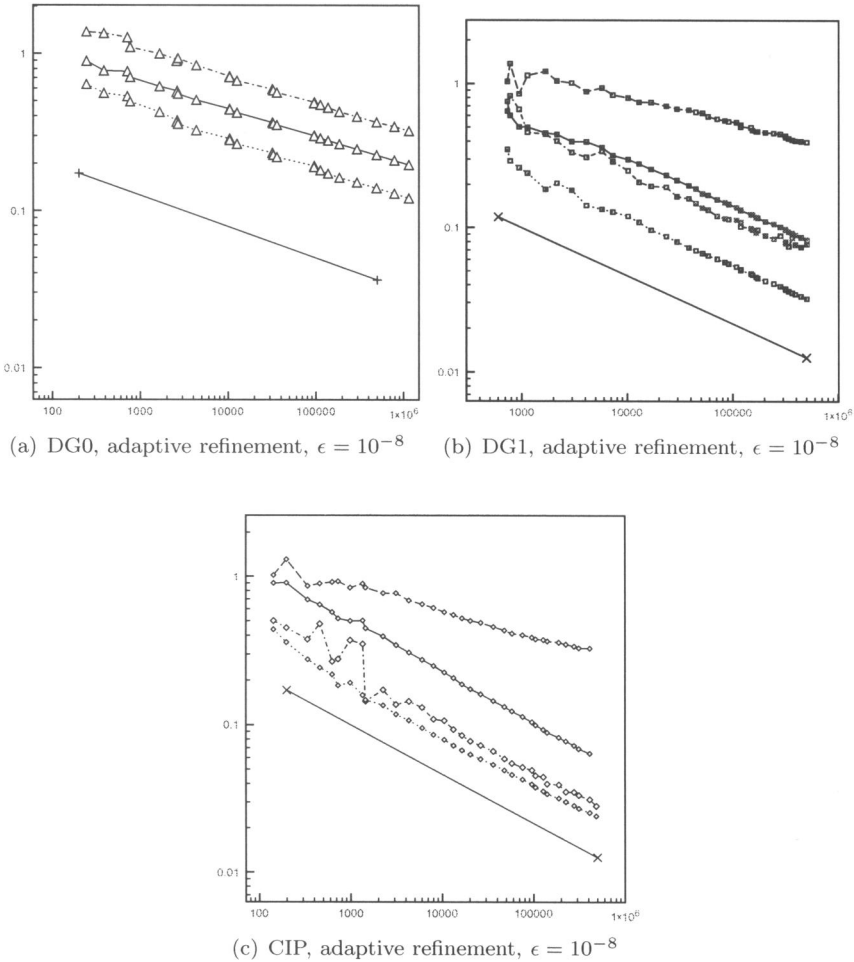 1
0.1
0.01
100 1000 10000 100000 1×10⁶
(a) DG0, adaptive refinement, ϵ = 10⁻⁸
1
0.1
0.01
1000 10000 100000 1×10⁶
(b) DG1, adaptive refinement, ϵ = 10⁻⁸
1
0.1
0.01
100 1000 10000 100000 1×10⁶
(c) CIP, adaptive refinement, ϵ = 10⁻⁸